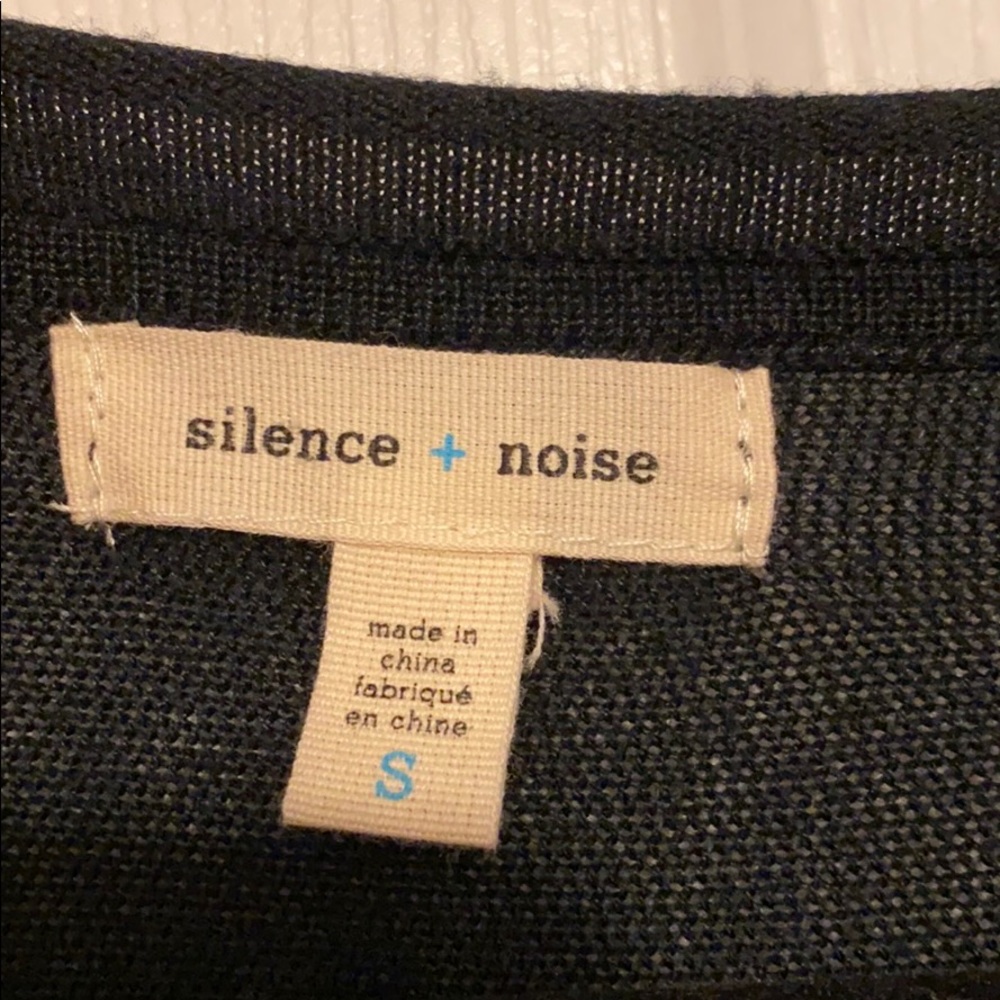 silence + noise
made in
china
fabriqué
en chine
S